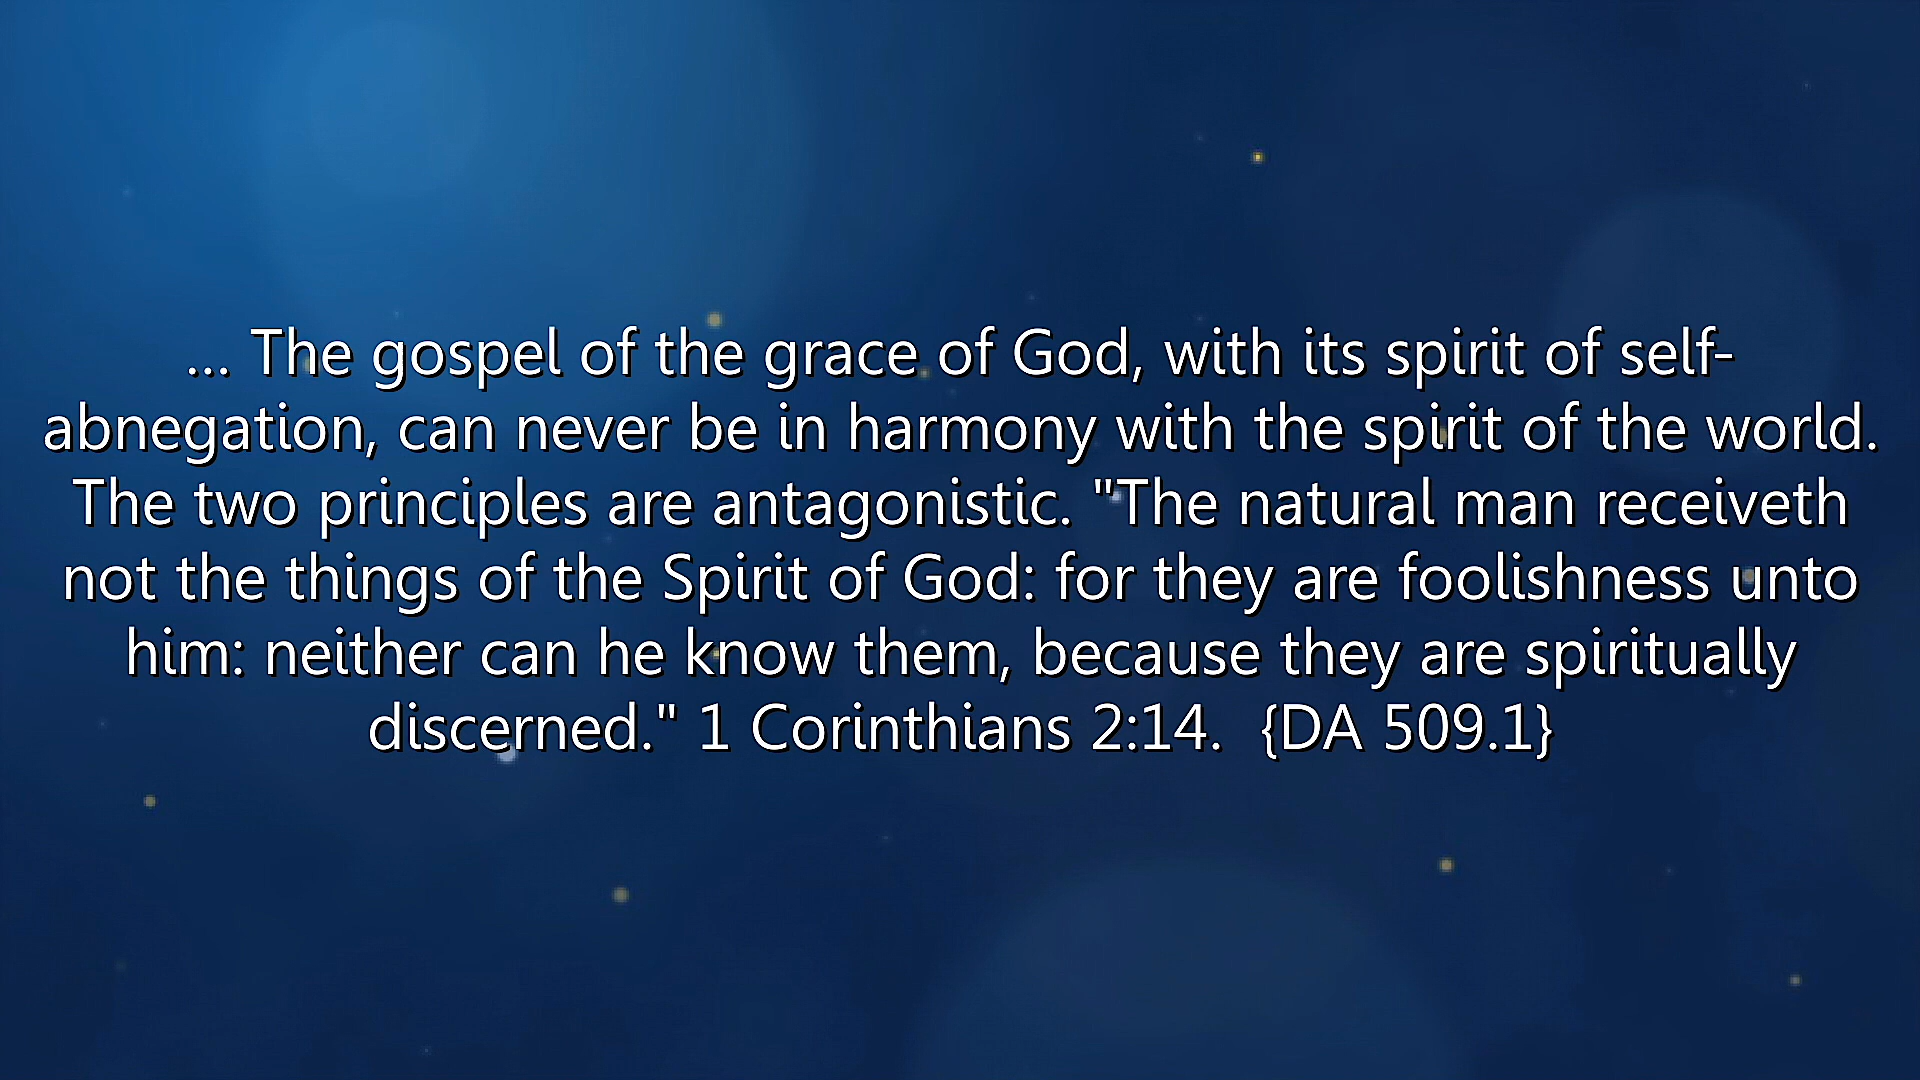 ... The gospel of the grace of God, with its spirit of self-
abnegation, can never be in harmony with the spirit of the world.
The two principles are antagonistic. "The natural man receiveth
not the things of the Spirit of God: for they are foolishness unto
him: neither can he know them, because they are spiritually
discerned." 1 Corinthians 2:14.  {DA 509.1}